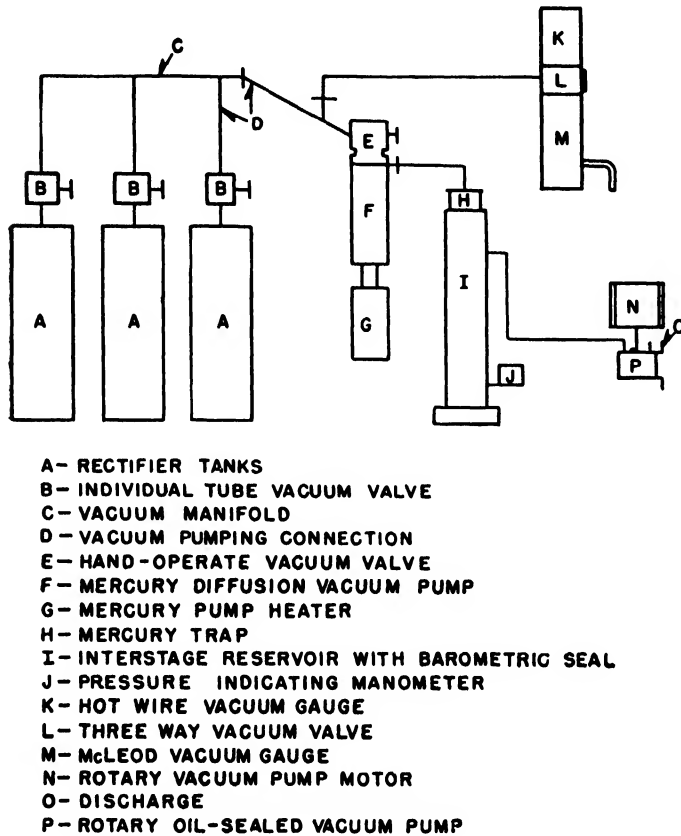 C
K
L
M
D
E
B
B
B
F
H
A
A
A
G
I
N
O
P
J
A- RECTIFIER TANKS
B- INDIVIDUAL TUBE VACUUM VALVE
C- VACUUM MANIFOLD
D- VACUUM PUMPING CONNECTION
E- HAND-OPERATE VACUUM VALVE
F- MERCURY DIFFUSION VACUUM PUMP
G- MERCURY PUMP HEATER
H- MERCURY TRAP
I- INTERSTAGE RESERVOIR WITH BAROMETRIC SEAL
J- PRESSURE INDICATING MANOMETER
K- HOT WIRE VACUUM GAUGE
L- THREE WAY VACUUM VALVE
M- McLEOD VACUUM GAUGE
N- ROTARY VACUUM PUMP MOTOR
O- DISCHARGE
P- ROTARY OIL-SEALED VACUUM PUMP